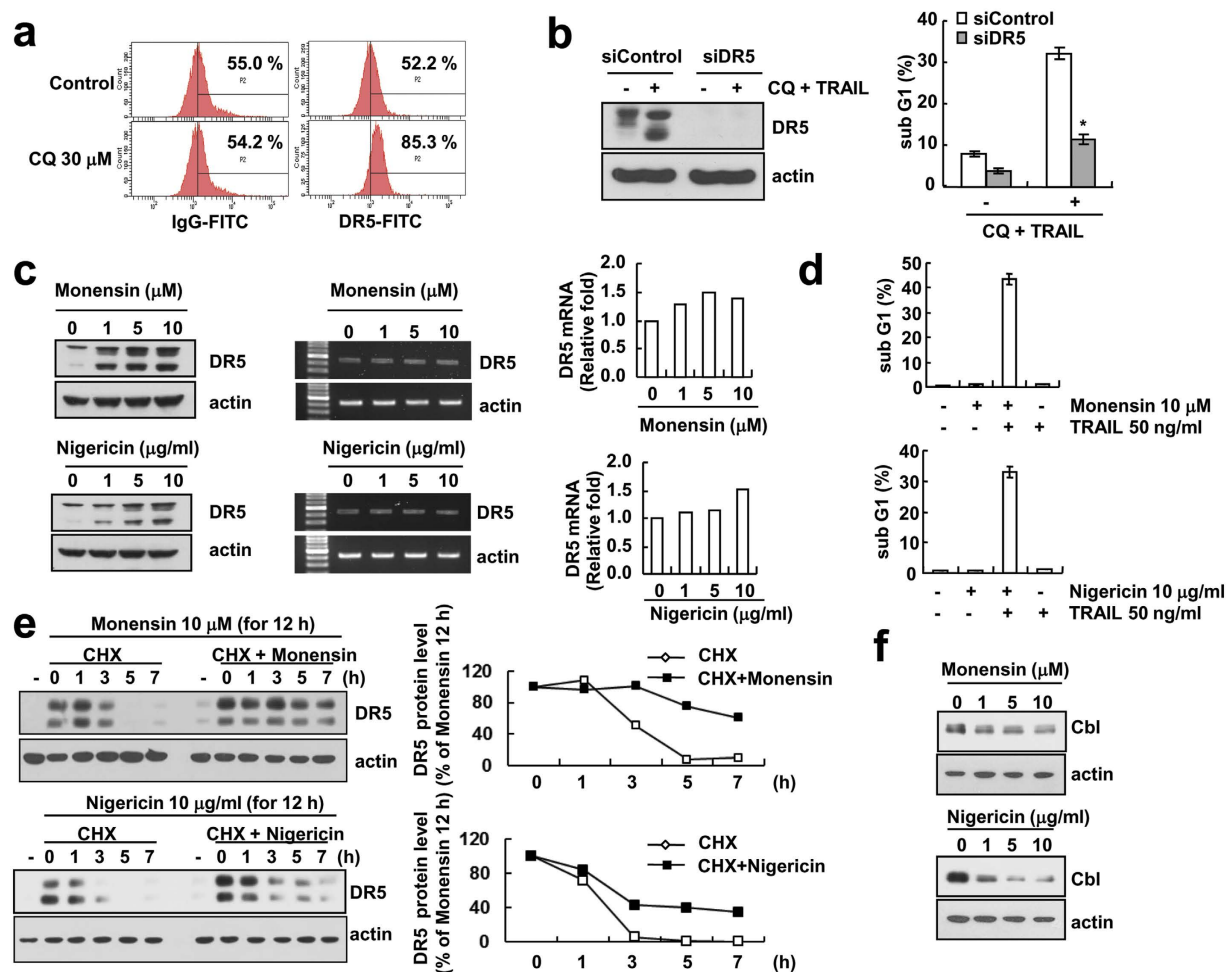 a
Control
CQ 30 μM
Count
55.0 %
P2
52.2 %
P2
54.2 %
P2
85.3 %
P2
IgG-FITC
DR5-FITC
b
siControl siDR5
- + - + CQ + TRAIL
DR5
actin
siControl
siDR5
sub G1 (%)
40
30
20
10
0
*
- +
CQ + TRAIL
c
Monensin (μM)
0 1 5 10
DR5
actin
Monensin (μM)
0 1 5 10
DR5
actin
DR5 mRNA
(Relative fold)
2.0
1.5
1.0
0.5
0.0
0 1 5 10
Monensin (μM)
Nigericin (μg/ml)
0 1 5 10
DR5
actin
Nigericin (μg/ml)
0 1 5 10
DR5
actin
DR5 mRNA
(Relative fold)
2.0
1.5
1.0
0.5
0
0 1 5 10
Nigericin (μg/ml)
d
sub G1 (%)
50
40
30
20
10
0
- + + - Monensin 10 μM
- - + + TRAIL 50 ng/ml
sub G1 (%)
40
30
20
10
0
- + + - Nigericin 10 μg/ml
- - + + TRAIL 50 ng/ml
e
Monensin 10 μM (for 12 h)
CHX CHX + Monensin
- 0 1 3 5 7 - 0 1 3 5 7 (h)
DR5
actin
DR5 protein level
(% of Monensin 12 h)
120
80
40
0
CHX
CHX+Monensin
0 1 3 5 7 (h)
Nigericin 10 μg/ml (for 12 h)
CHX CHX + Nigericin
- 0 1 3 5 7 - 0 1 3 5 7 (h)
DR5
actin
DR5 protein level
(% of Monensin 12 h)
120
80
40
0
CHX
CHX+Nigericin
0 1 3 5 7 (h)
f
Monensin (μM)
0 1 5 10
Cbl
actin
Nigericin (μg/ml)
0 1 5 10
Cbl
actin